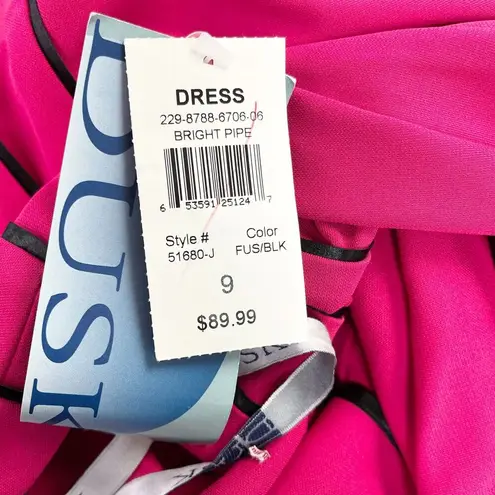 DUSK
DRESS
229-8788-6706-06
BRIGHT PIPE
6 53591 25124 7
Style # Color
51680-J FUS/BLK
9
$89.99
SK